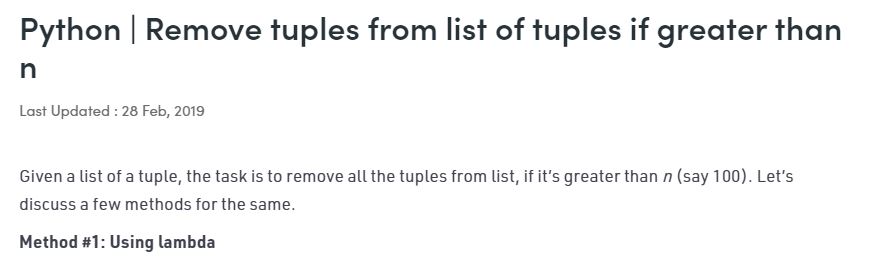 Python | Remove tuples from list of tuples if greater than
n
Last Updated : 28 Feb, 2019
Given a list of a tuple, the task is to remove all the tuples from list, if it’s greater than n (say 100). Let’s
discuss a few methods for the same.
Method #1: Using lambda